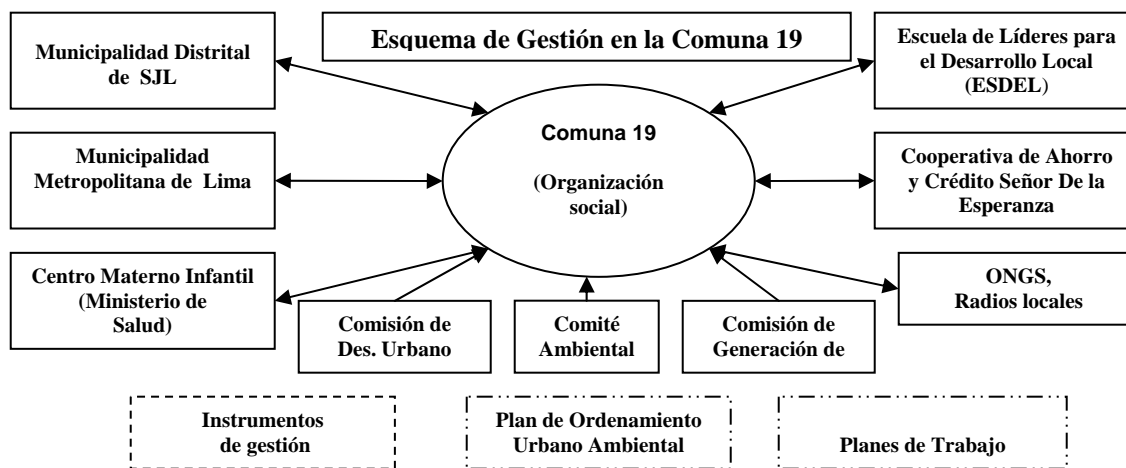 Esquema de Gestión en la Comuna 19
Municipalidad Distrital
de SJL
Escuela de Líderes para
el Desarrollo Local
(ESDEL)
Comuna 19
(Organización
social)
Municipalidad
Metropolitana de Lima
Cooperativa de Ahorro
y Crédito Señor De la
Esperanza
Centro Materno Infantil
(Ministerio de
Salud)
ONGS,
Radios locales
Comisión de
Des. Urbano
Comité
Ambiental
Comisión de
Generación de
Instrumentos
de gestión
Plan de Ordenamiento
Urbano Ambiental
Planes de Trabajo